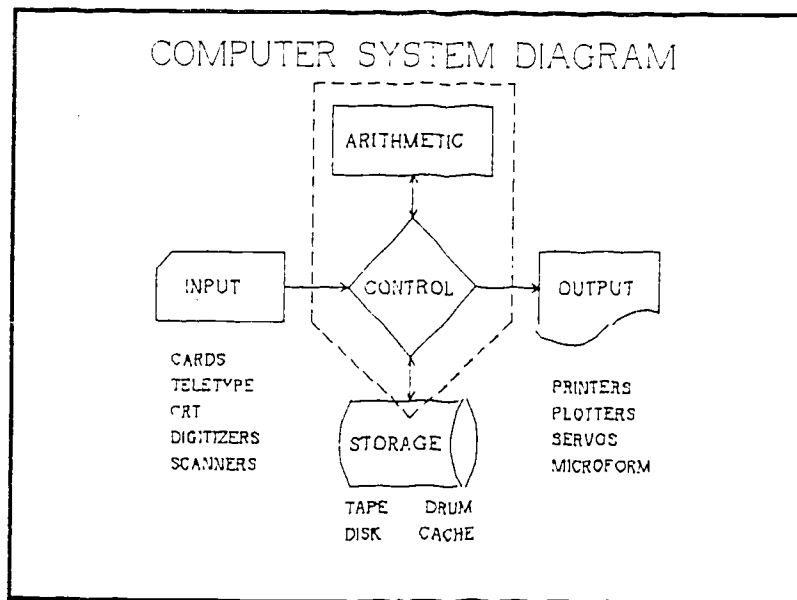 COMPUTER SYSTEM DIAGRAM
ARITHMETIC
INPUT
CONTROL
OUTPUT
CARDS
TELETYPE
CRT
DIGITIZERS
SCANNERS
PRINTERS
PLOTTERS
SERVOS
MICROFORM
STORAGE
TAPE DRUM
DISK CACHE